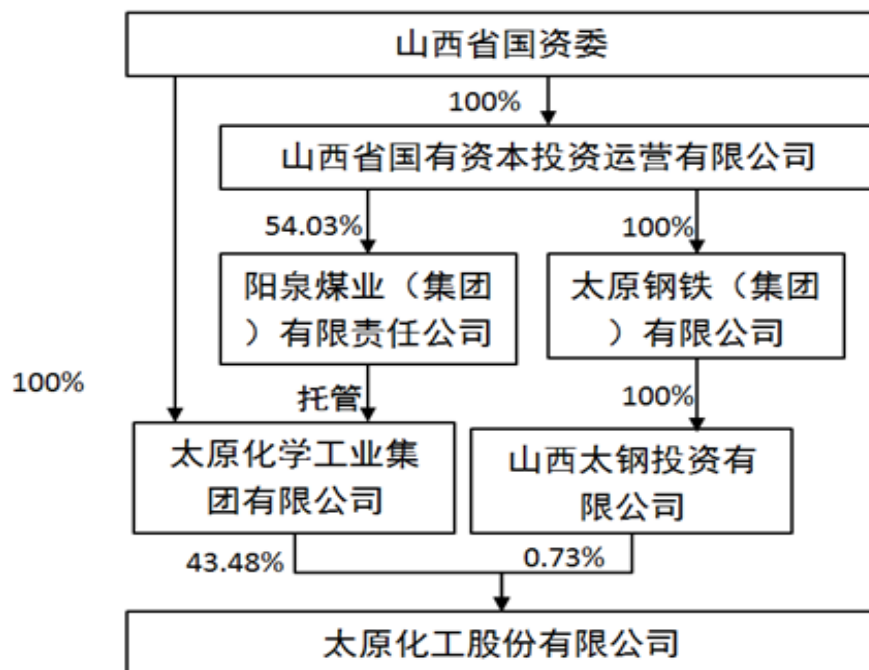 山西省国资委
100%
山西省国有资本投资运营有限公司
54.03%
100%
阳泉煤业（集团
）有限责任公司
太原钢铁（集团
）有限公司
100%
托管
100%
太原化学工业集
团有限公司
山西太钢投资有
限公司
43.48%
0.73%
太原化工股份有限公司